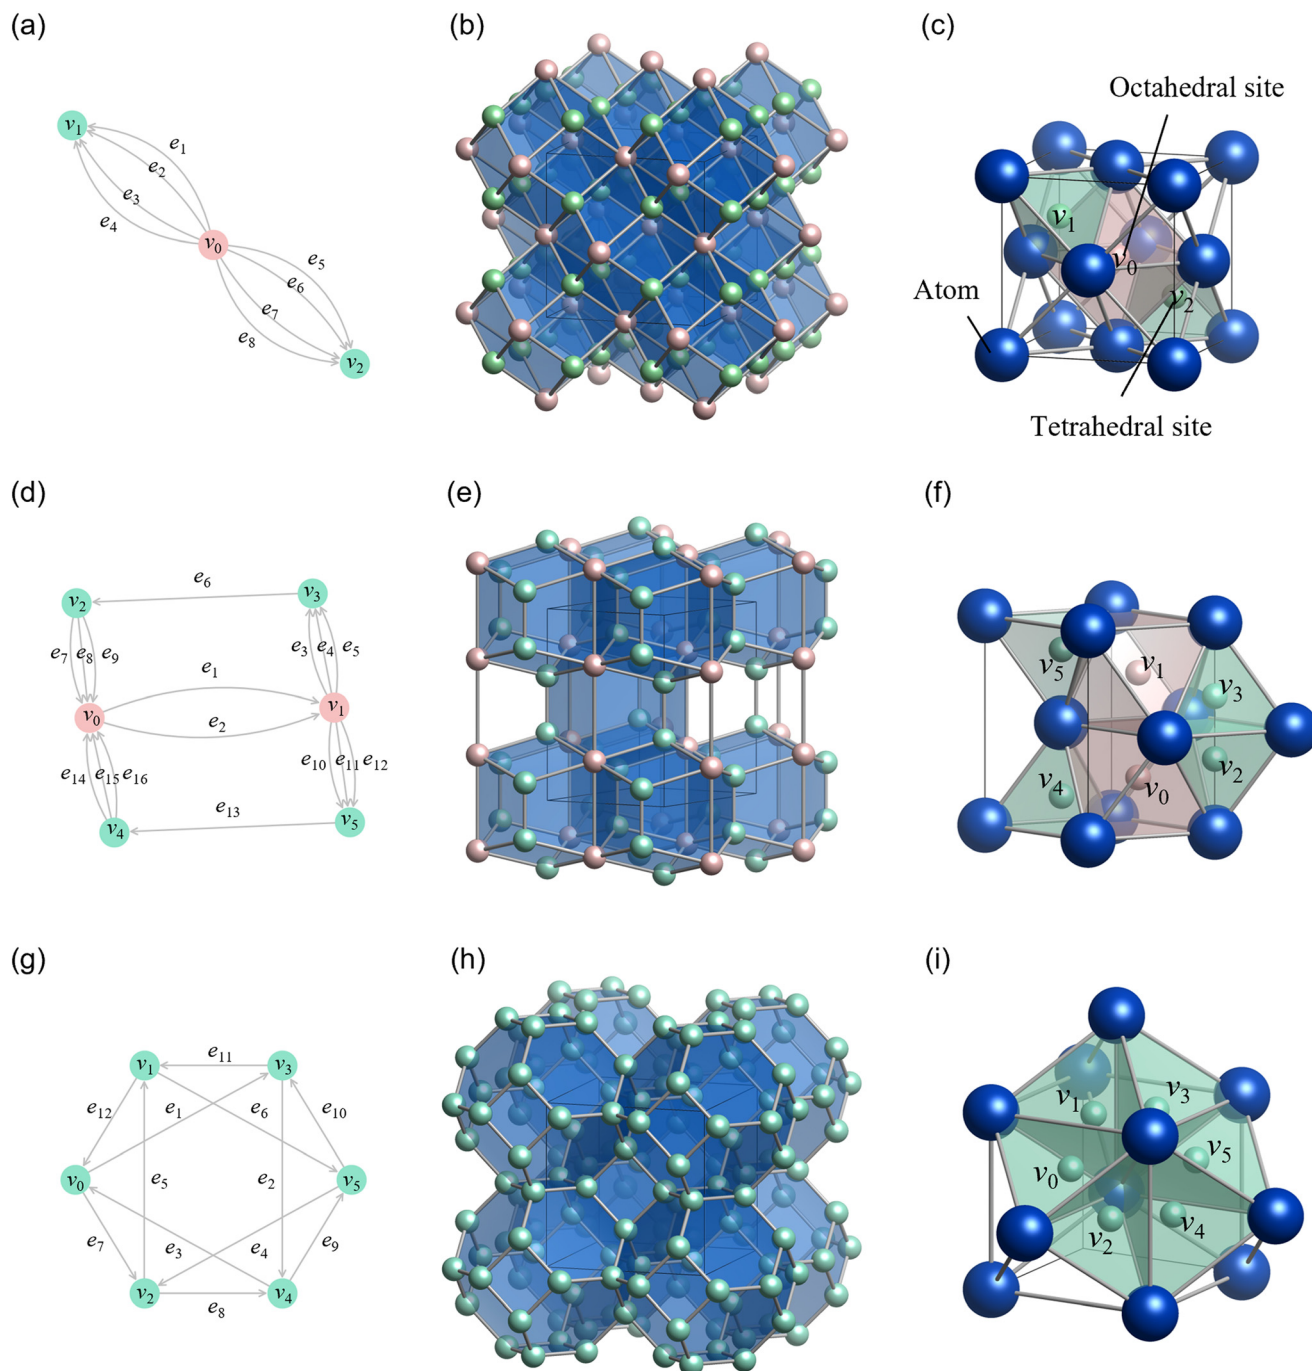 (a)
(b)
(c)
v1
e1
e2
e3
e4
v0
e5
e6
e7
e8
v2
Octahedral site
v1
v0
v2
Atom
Tetrahedral site
(d)
(e)
(f)
v2
e6
v3
e7
e8
e9
e3
e4
e5
e1
v0
v1
e2
e14
e15
e16
e10
e11
e12
v4
e13
v5
v5
v1
v3
v2
v4
v0
(g)
(h)
(i)
v1
e11
v3
e12
e1
e6
e10
v0
e5
e2
v5
e7
e3
e4
e9
v2
e8
v4
v1
v3
v0
v5
v2
v4